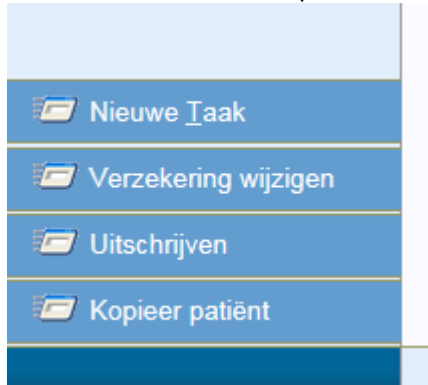 Nieuwe Taak
Verzekering wijzigen
Uitschrijven
Kopieer patiënt